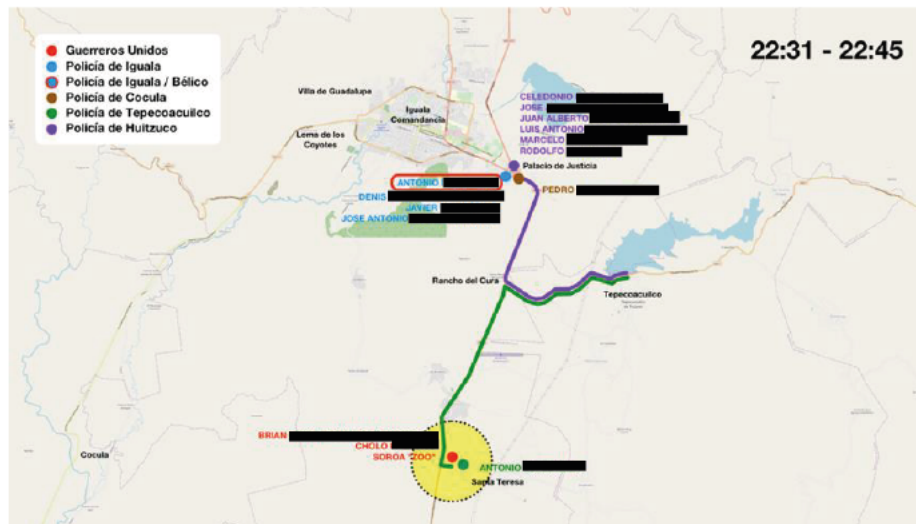 22:31 - 22:45
Guerreros Unidos
Policía de Iguala
Policía de Iguala / Bélico
Policía de Cocula
Policía de Tepecoacuilco
Policía de Huitzuco
Villa de Guadalupa
Iguala
Comandancia
Loma de los
Coyotes
CELEDONIO
JOSE
JUAN ALBERTO
LUIS ANTONIO
MARCELO
RODOLFO
Palacio de Justicia
ANTONIO
DENIS
JAVIER
JOSE ANTONIO
PEDRO
Rancho del Cura
Tepecoacuilco
BRIAN
CHOLO
SDROA "ZOO"
ANTONIO
Santa Teresa
Cocula